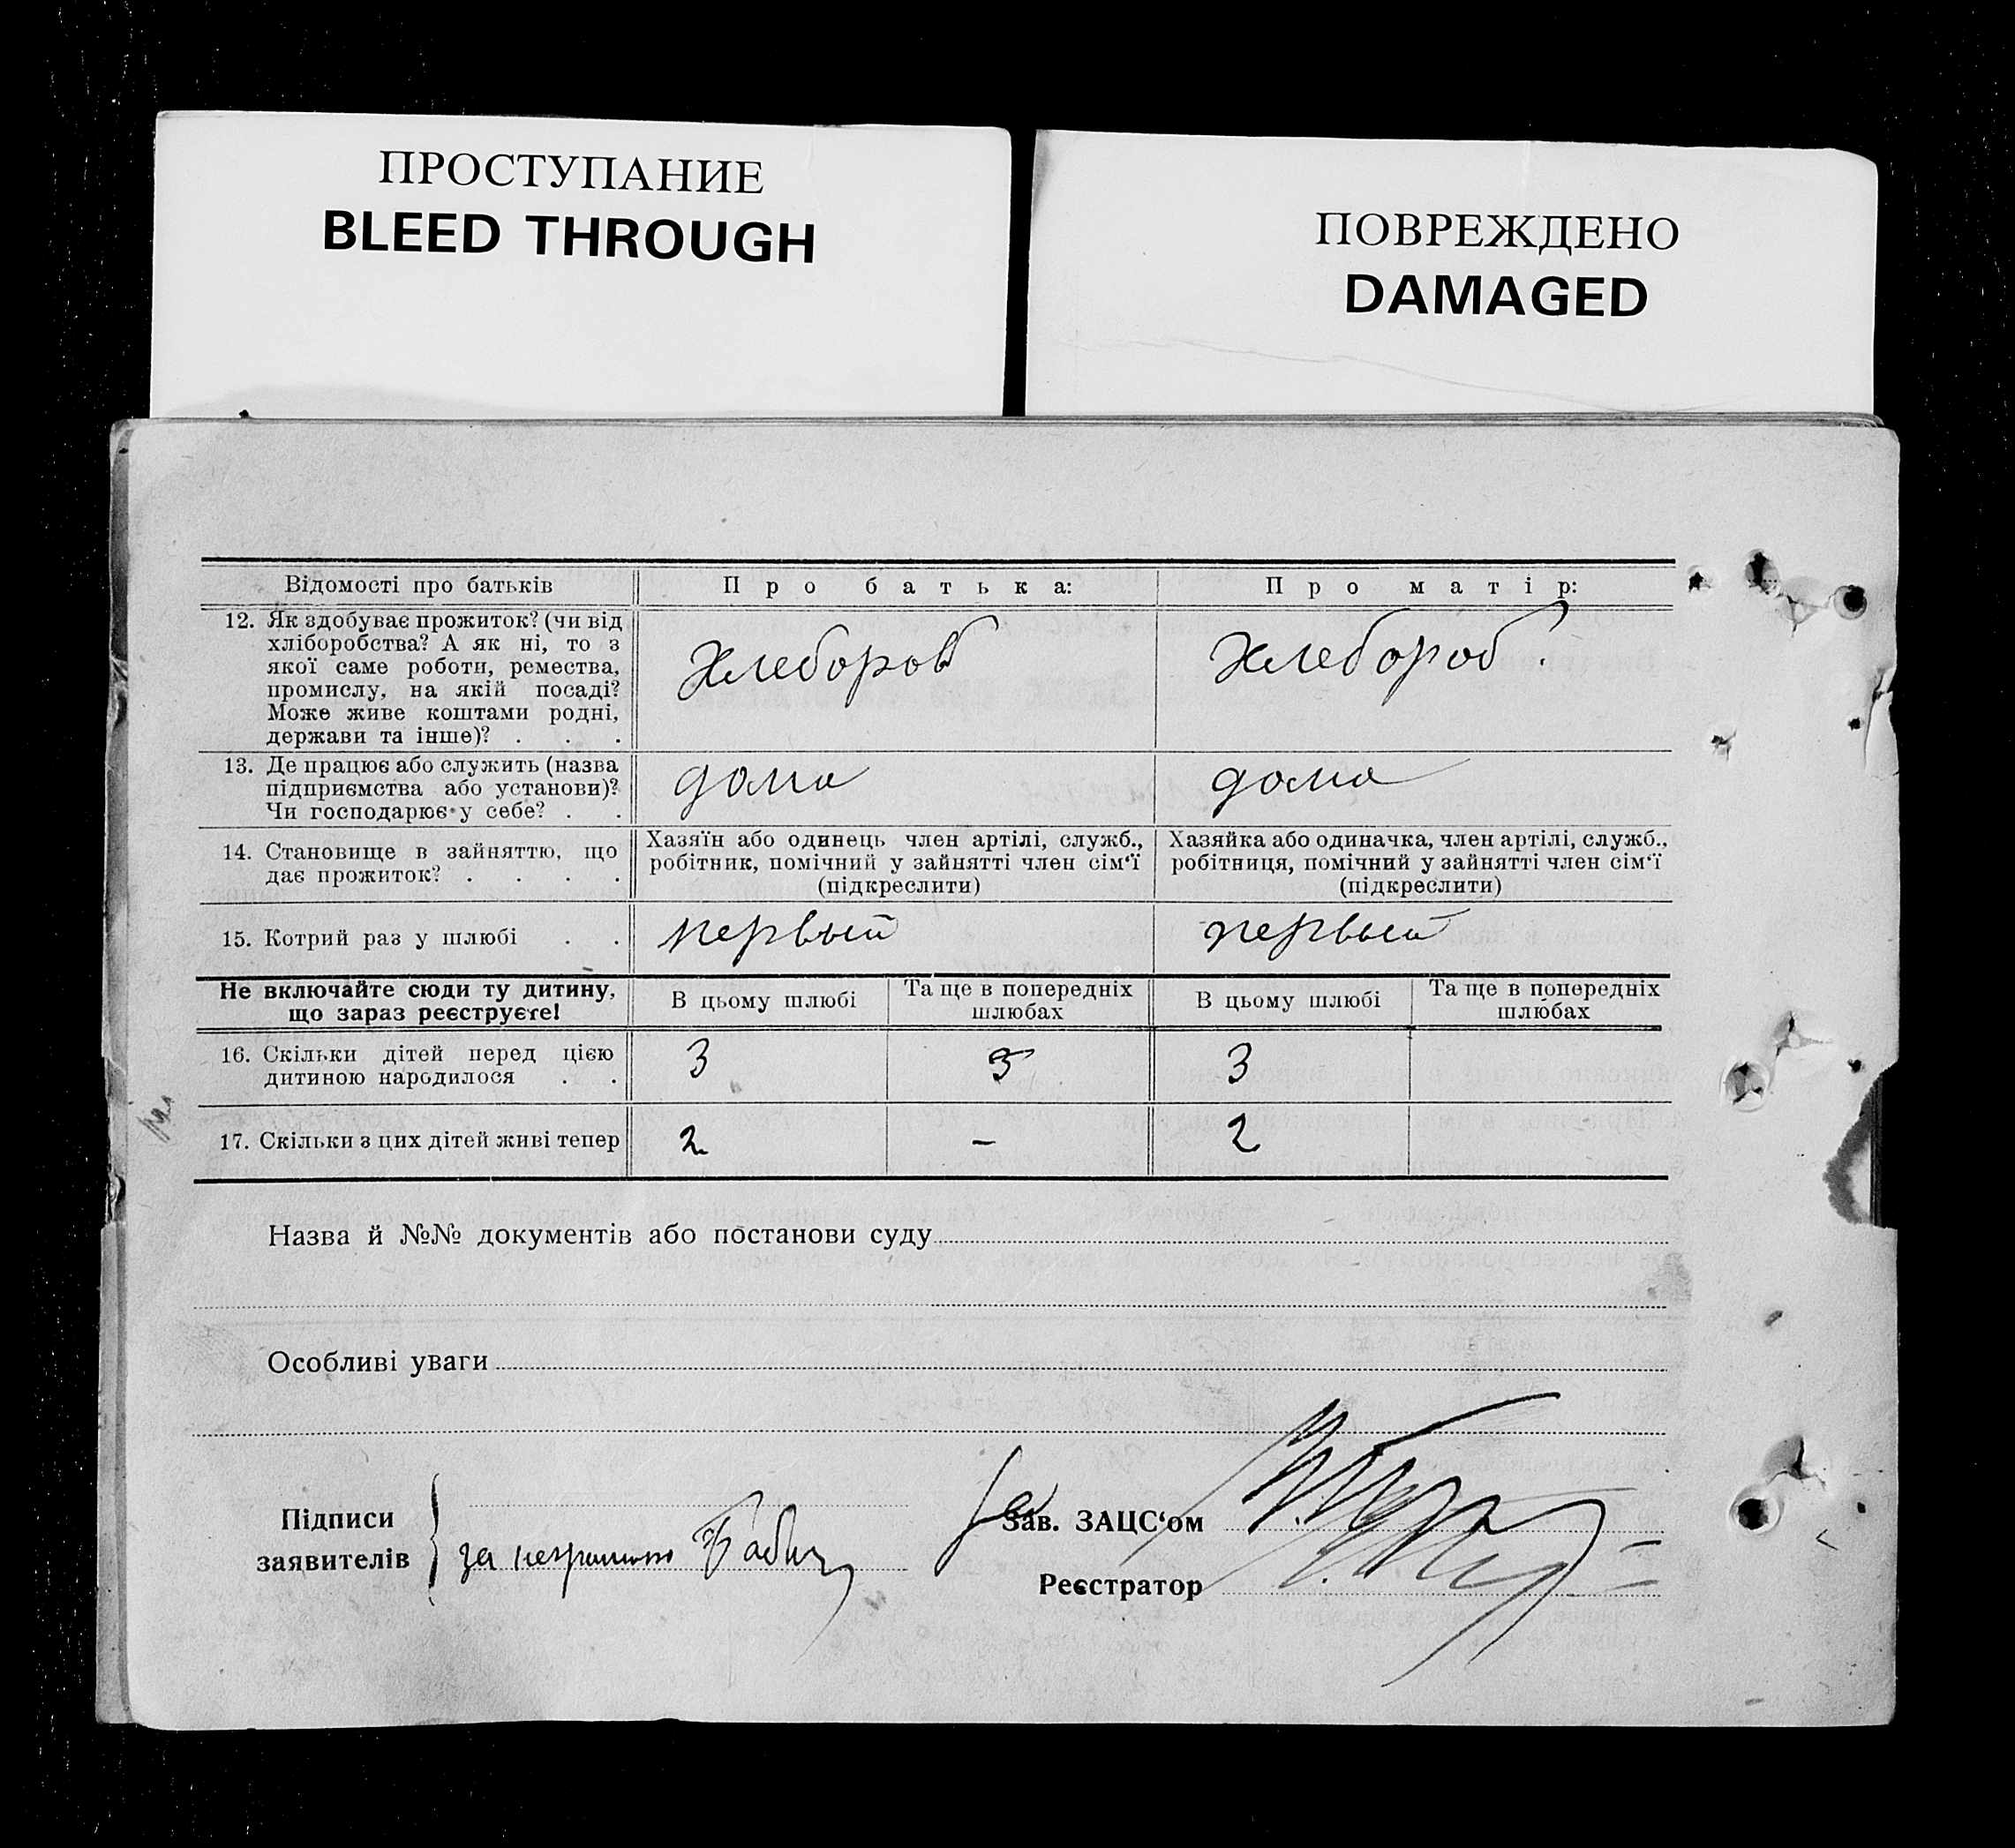 ПРОСТУПАНИЕ
BLEED THROUGH
ПОВРЕЖДЕНО
DAMAGED
Відомості про батьків
Про батька:
Про матір:
12. Як здобуває прожиток? (чи від
хліборобства? А як ні, то з
якої саме роботи, ремества,
промислу, на якій посаді?
Може живе коштами родні,
держави та інше)? . . .
Хлебороб
Хлебороб.
13. Де працює або служить (назва
підприємства або установи)?
Чи господарює у себе? . .
дома
дома
14. Становище в зайняттю, що
дає прожиток? . . . .
Хазяїн або одинець член артілі, служб.,
робітник, помічний у зайнятті член сім‘ї
(підкреслити)
Хазяйка або одиначка, член артілі, служб.,
робітниця, помічний у зайнятті член сім‘ї
(підкреслити)
15. Котрий раз у шлюбі . .
первый
первый
Не включайте сюди ту дитину,
що зараз реєструєте!
В цьому шлюбі
Та ще в попередніх
шлюбах
В цьому шлюбі
Та ще в попередніх
шлюбах
16. Скільки дітей перед цією
дитиною народилося . .
3
3
3
17. Скільки з цих дітей живі тепер
2
–
2
Назва й №№ документів або постанови суду
Особливі уваги
Підписи
заявителів
за неграмотн Бабич
Зав. ЗАЦС‘ом
Реєстратор